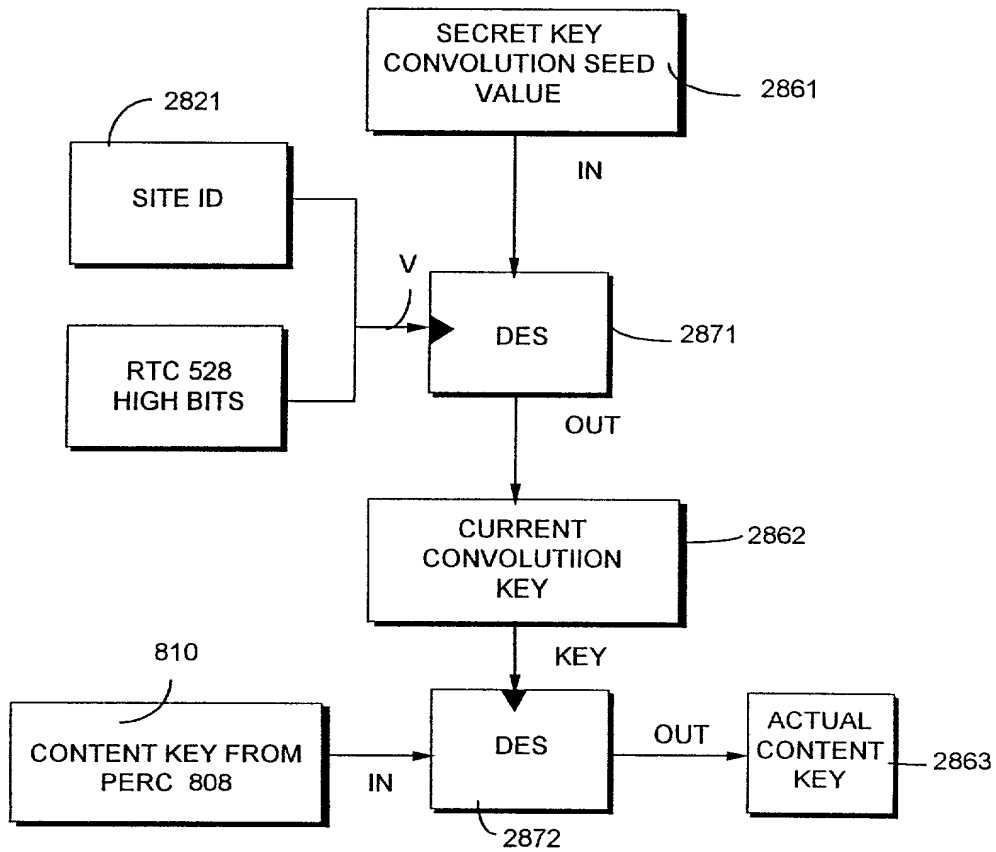 SECRET KEY
CONVOLUTION SEED
VALUE
2861
2821
SITE ID
IN
V
RTC 528
HIGH BITS
DES
2871
OUT
CURRENT
CONVOLUTIION
KEY
2862
810
KEY
CONTENT KEY FROM
PERC 808
IN
DES
2872
OUT
ACTUAL
CONTENT
KEY
2863